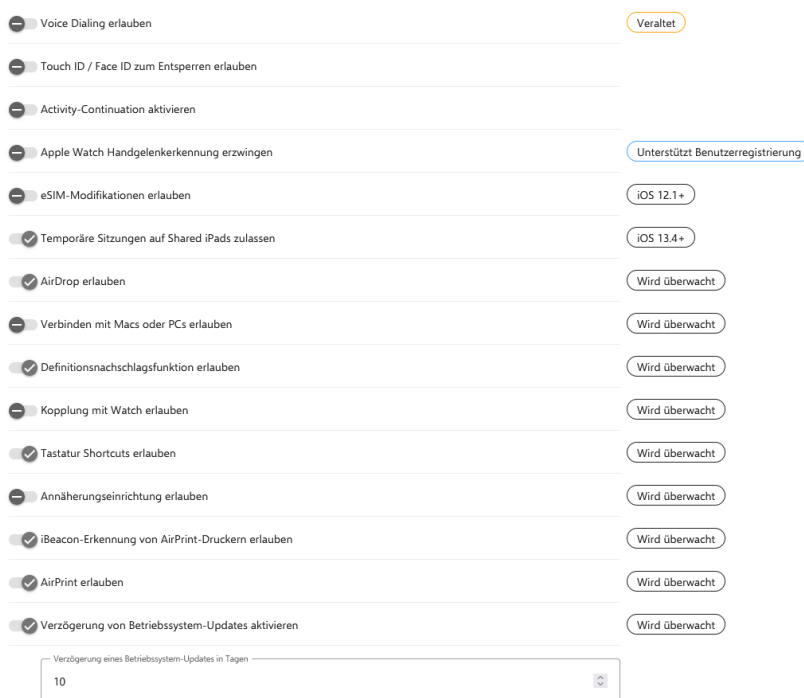 Voice Dialing erlauben Veraltet
Touch ID / Face ID zum Entsperren erlauben
Activity-Continuation aktivieren
Apple Watch Handgelenkerkennung erzwingen Unterstützt Benutzerregistrierung
eSIM-Modifikationen erlauben iOS 12.1+
Temporäre Sitzungen auf Shared iPads zulassen iOS 13.4+
AirDrop erlauben Wird überwacht
Verbinden mit Macs oder PCs erlauben Wird überwacht
Definitionsnachschlagsfunktion erlauben Wird überwacht
Kopplung mit Watch erlauben Wird überwacht
Tastatur Shortcuts erlauben Wird überwacht
Annäherungseinrichtung erlauben Wird überwacht
iBeacon-Erkennung von AirPrint-Druckern erlauben Wird überwacht
AirPrint erlauben Wird überwacht
Verzögerung von Betriebssystem-Updates aktivieren Wird überwacht
Verzögerung eines Betriebssystem-Updates in Tagen
10